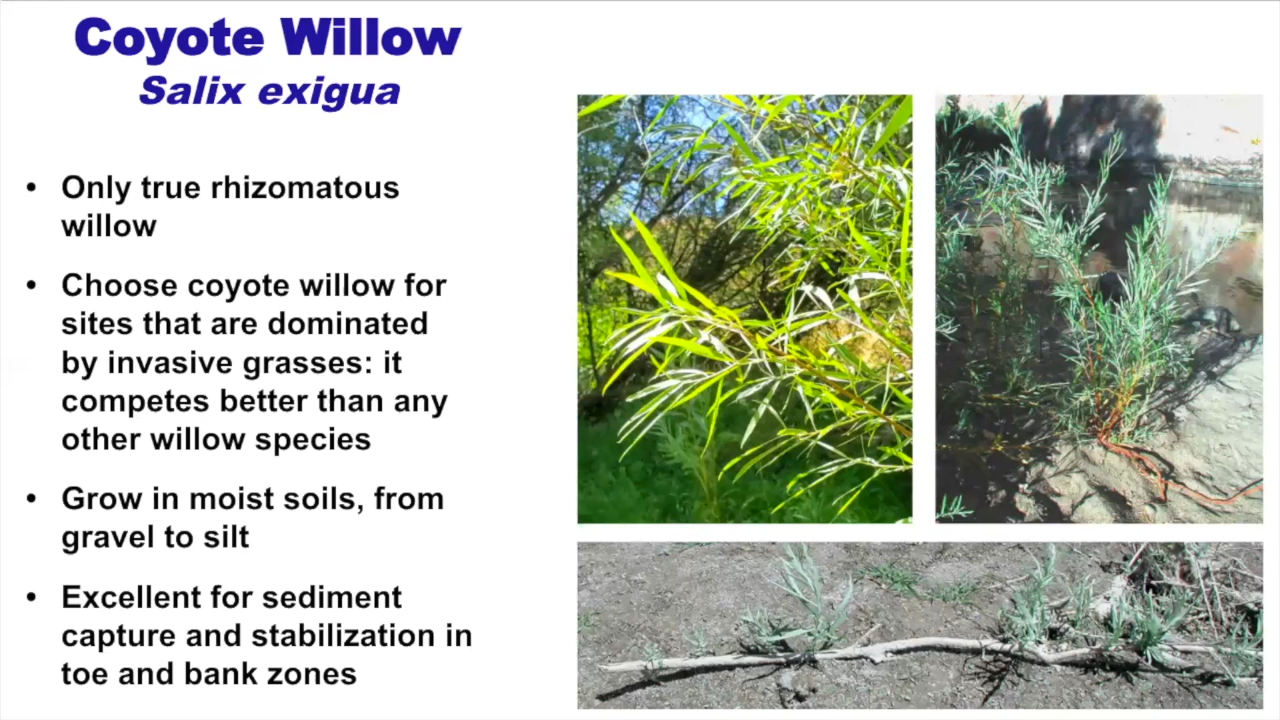 Coyote Willow
Salix exigua
• Only true rhizomatous
willow
• Choose coyote willow for
sites that are dominated
by invasive grasses: it
competes better than any
other willow species
• Grow in moist soils, from
gravel to silt
• Excellent for sediment
capture and stabilization in
toe and bank zones